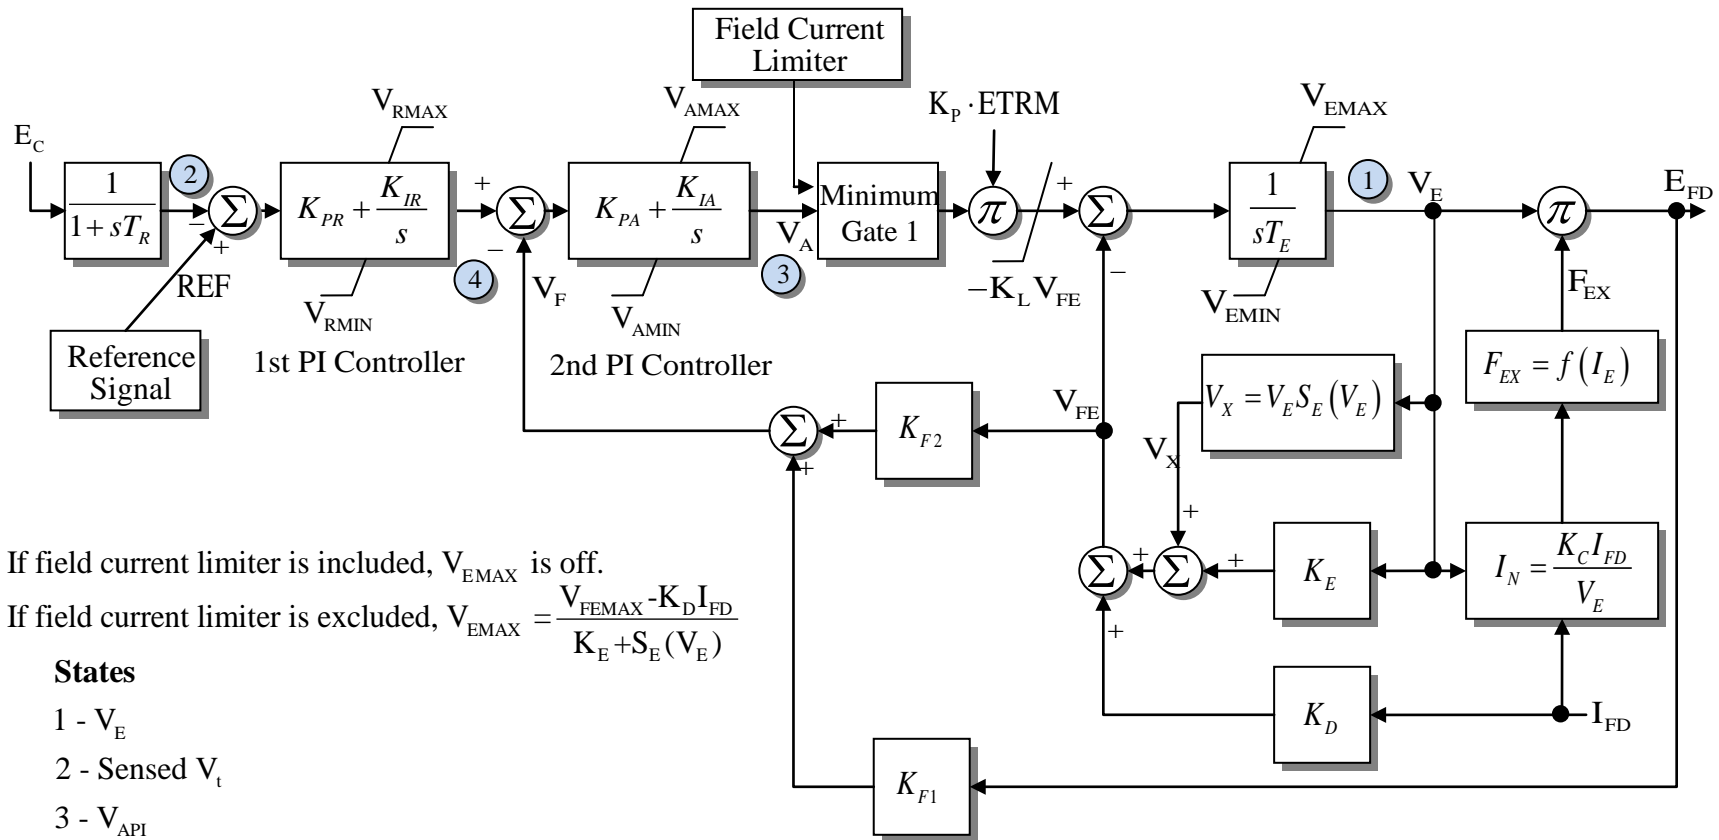 Field Current
Limiter
V_RMAX
V_AMAX
K_P · ETRM
V_EMAX
E_C
2
1
V_E
E_FD
1 / (1 + sT_R)
−
Σ
+
K_PR + K_IR / s
+
Σ
−
K_PA + K_IA / s
Minimum
Gate 1
π
+
Σ
−
1 / sT_E
π
REF
4
V_F
V_A
3
−K_L V_FE
F_EX
V_RMIN
V_AMIN
V_EMIN
Reference
Signal
1st PI Controller
2nd PI Controller
F_EX = f(I_E)
V_X = V_E S_E(V_E)
V_FE
Σ
+
+
K_F2
V_X
+
If field current limiter is included, V_EMAX is off.
Σ
+
+
Σ
+
K_E
I_N = K_C I_FD / V_E
If field current limiter is excluded, V_EMAX = (V_FEMAX - K_D I_FD) / (K_E + S_E(V_E))
States
1 - V_E
K_D
I_FD
2 - Sensed V_t
K_F1
3 - V_API